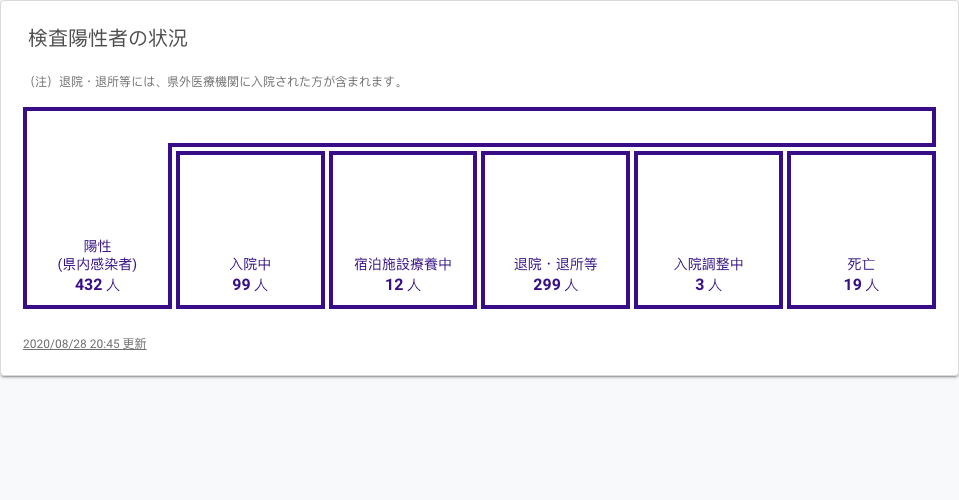 検査陽性者の状況
（注）退院・退所等には、県外医療機関に入院された方が含まれます。
陽性
(県内感染者)
432 人
入院中
99 人
宿泊施設療養中
12 人
退院・退所等
299 人
入院調整中
3 人
死亡
19 人
2020/08/28 20:45 更新